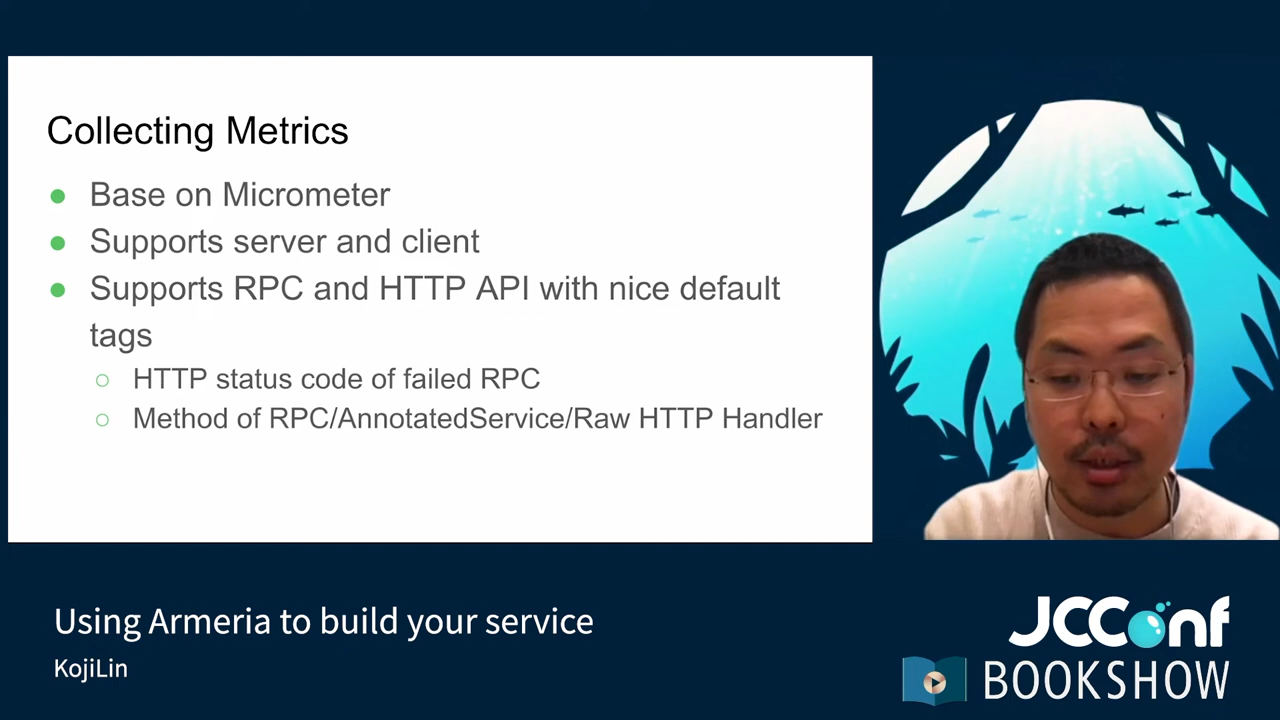 Collecting Metrics
Base on Micrometer
Supports server and client
Supports RPC and HTTP API with nice default
tags
HTTP status code of failed RPC
Method of RPC/AnnotatedService/Raw HTTP Handler
Using Armeria to build your service
KojiLin
JCConf
BOOKSHOW